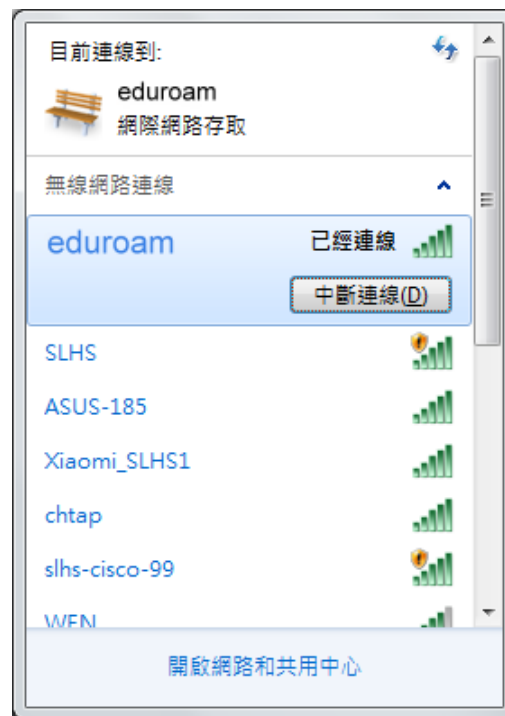 目前連線到:
eduroam
網際網路存取
無線網路連線
eduroam 已經連線
中斷連線(D)
SLHS
ASUS-185
Xiaomi_SLHS1
chtap
slhs-cisco-99
WEN
開啟網路和共用中心